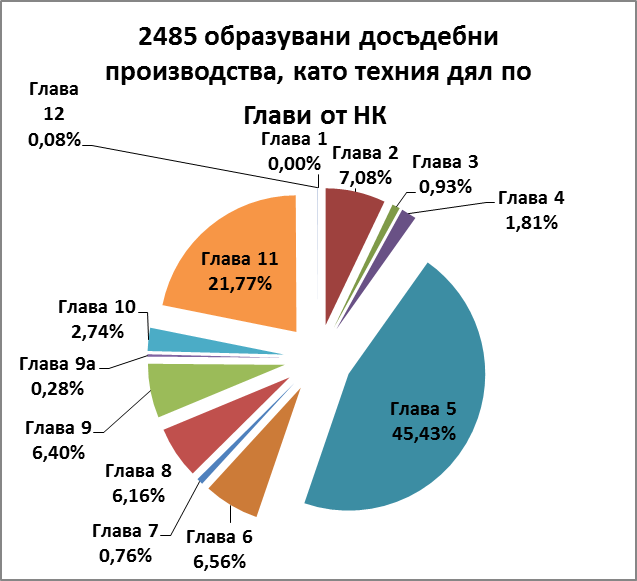 2485 образувани досъдебни
производства, като техния дял по
Глави от НК
Глава
12
0,08%
Глава 1
0,00%
Глава 2
7,08%
Глава 3
0,93%
Глава 4
1,81%
Глава 5
45,43%
Глава 6
6,56%
Глава 7
0,76%
Глава 8
6,16%
Глава 9
6,40%
Глава 9а
0,28%
Глава 10
2,74%
Глава 11
21,77%